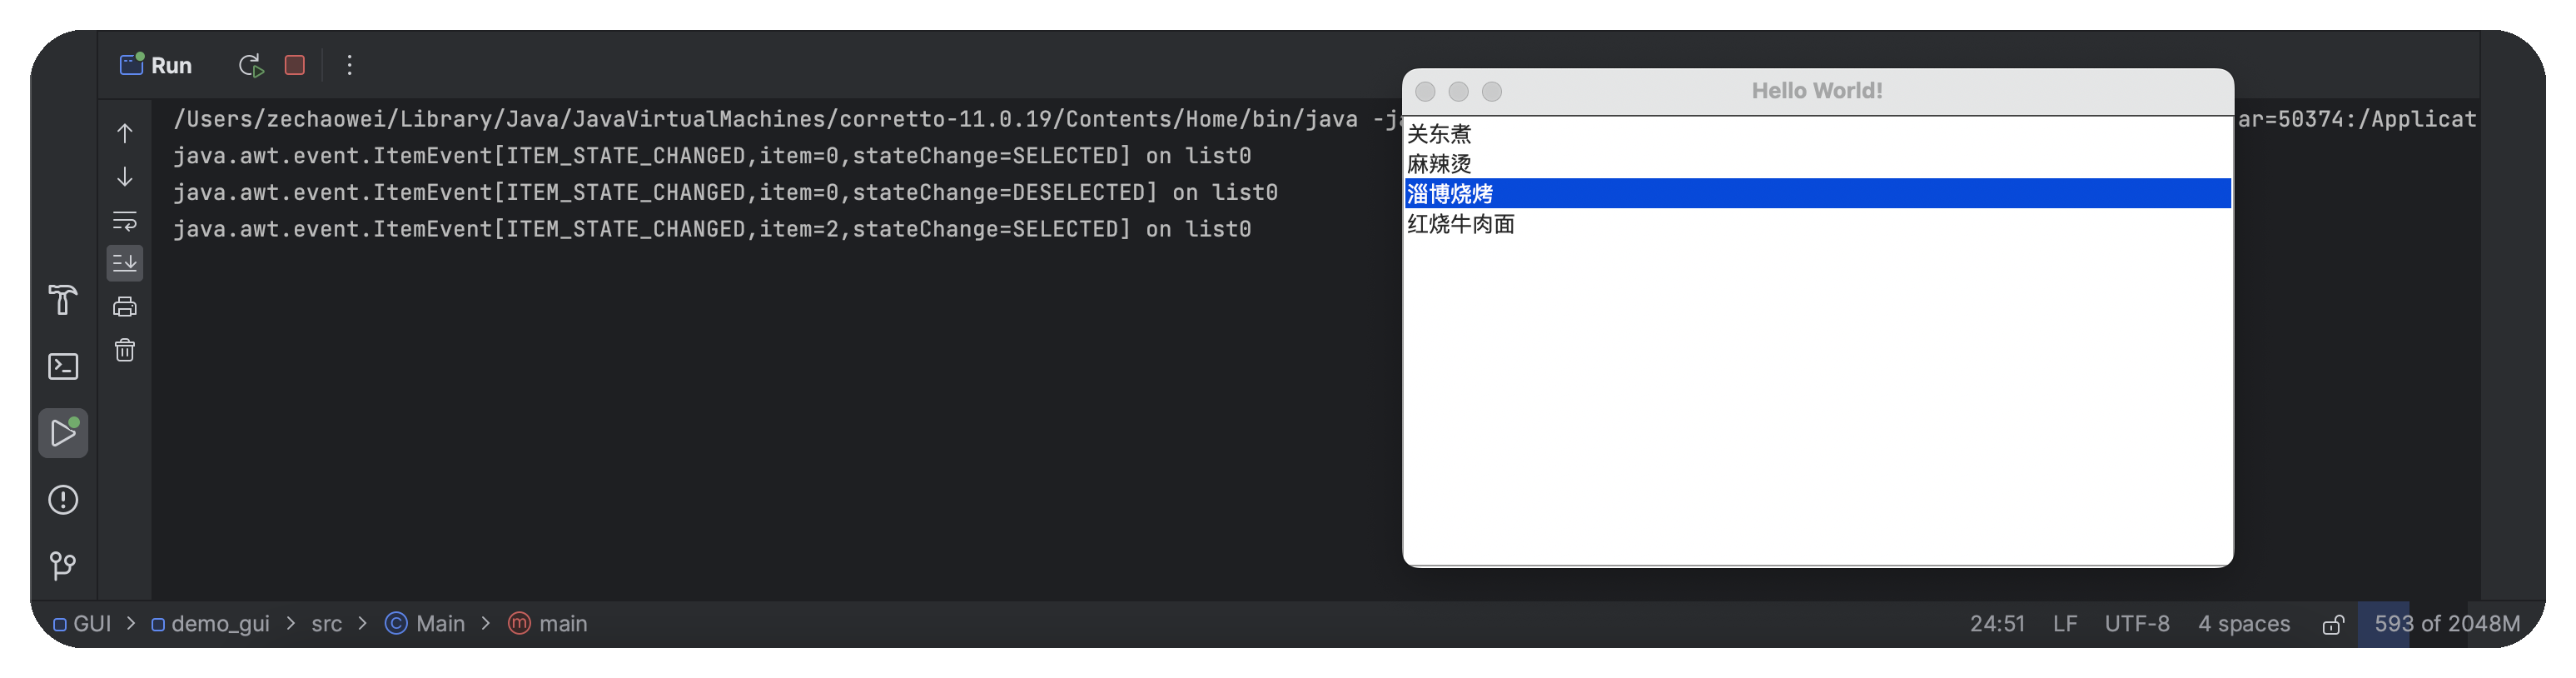 Run
/Users/zechaowei/Library/Java/JavaVirtualMachines/corretto-11.0.19/Contents/Home/bin/java -ja
ar=50374:/Applicat
java.awt.event.ItemEvent[ITEM_STATE_CHANGED,item=0,stateChange=SELECTED] on list0
java.awt.event.ItemEvent[ITEM_STATE_CHANGED,item=0,stateChange=DESELECTED] on list0
java.awt.event.ItemEvent[ITEM_STATE_CHANGED,item=2,stateChange=SELECTED] on list0
Hello World!
关东煮
麻辣烫
淄博烧烤
红烧牛肉面
GUI > demo_gui > src > Main > main
24:51 LF UTF-8 4 spaces 593 of 2048M